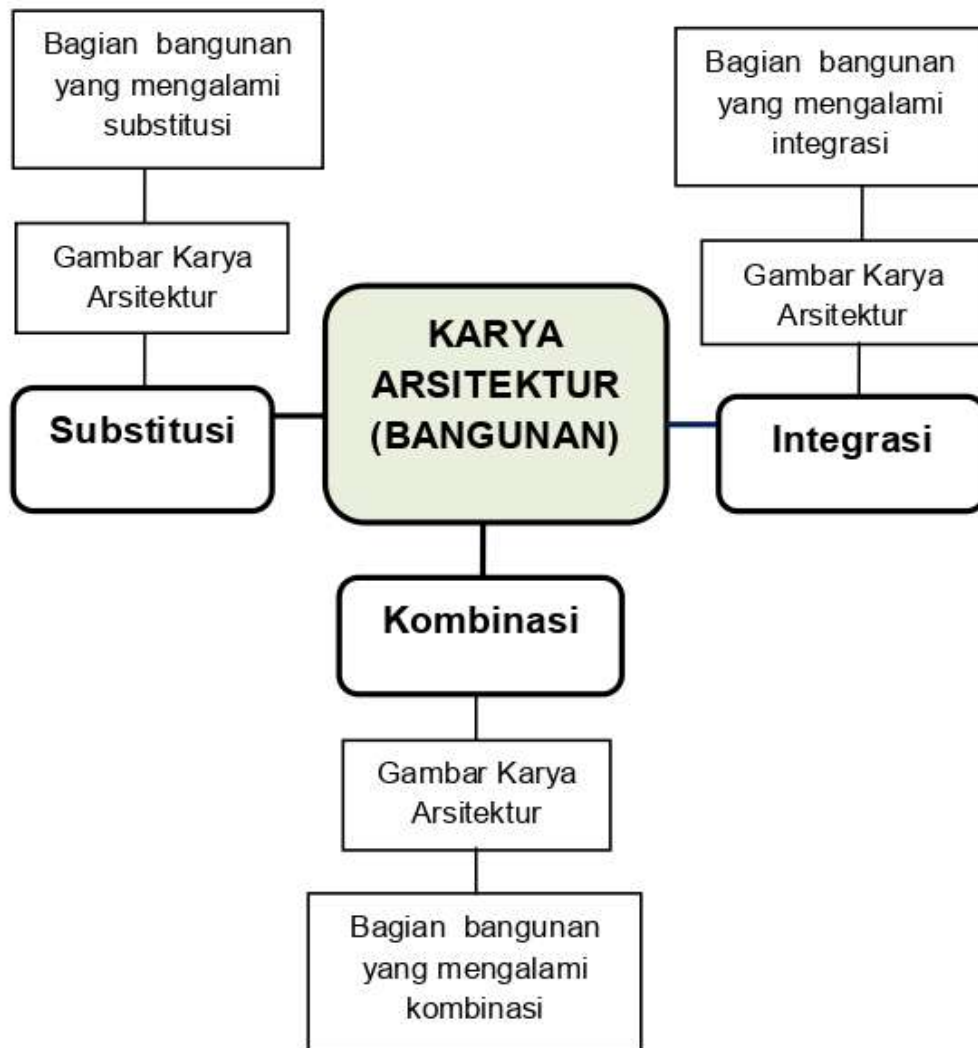 Bagian bangunan
yang mengalami
substitusi
Gambar Karya
Arsitektur
Substitusi
KARYA
ARSITEKTUR
(BANGUNAN)
Bagian bangunan
yang mengalami
integrasi
Gambar Karya
Arsitektur
Integrasi
Kombinasi
Gambar Karya
Arsitektur
Bagian bangunan
yang mengalami
kombinasi